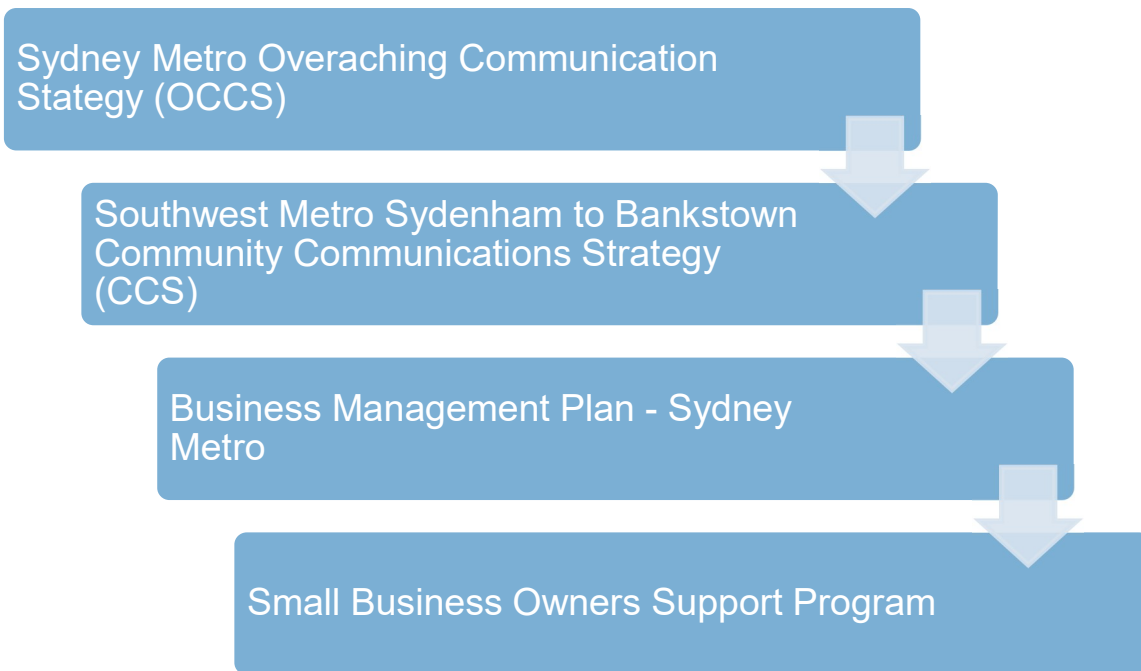 Sydney Metro Overaching Communication
Stategy (OCCS)
Southwest Metro Sydenham to Bankstown
Community Communications Strategy
(CCS)
Business Management Plan - Sydney
Metro
Small Business Owners Support Program